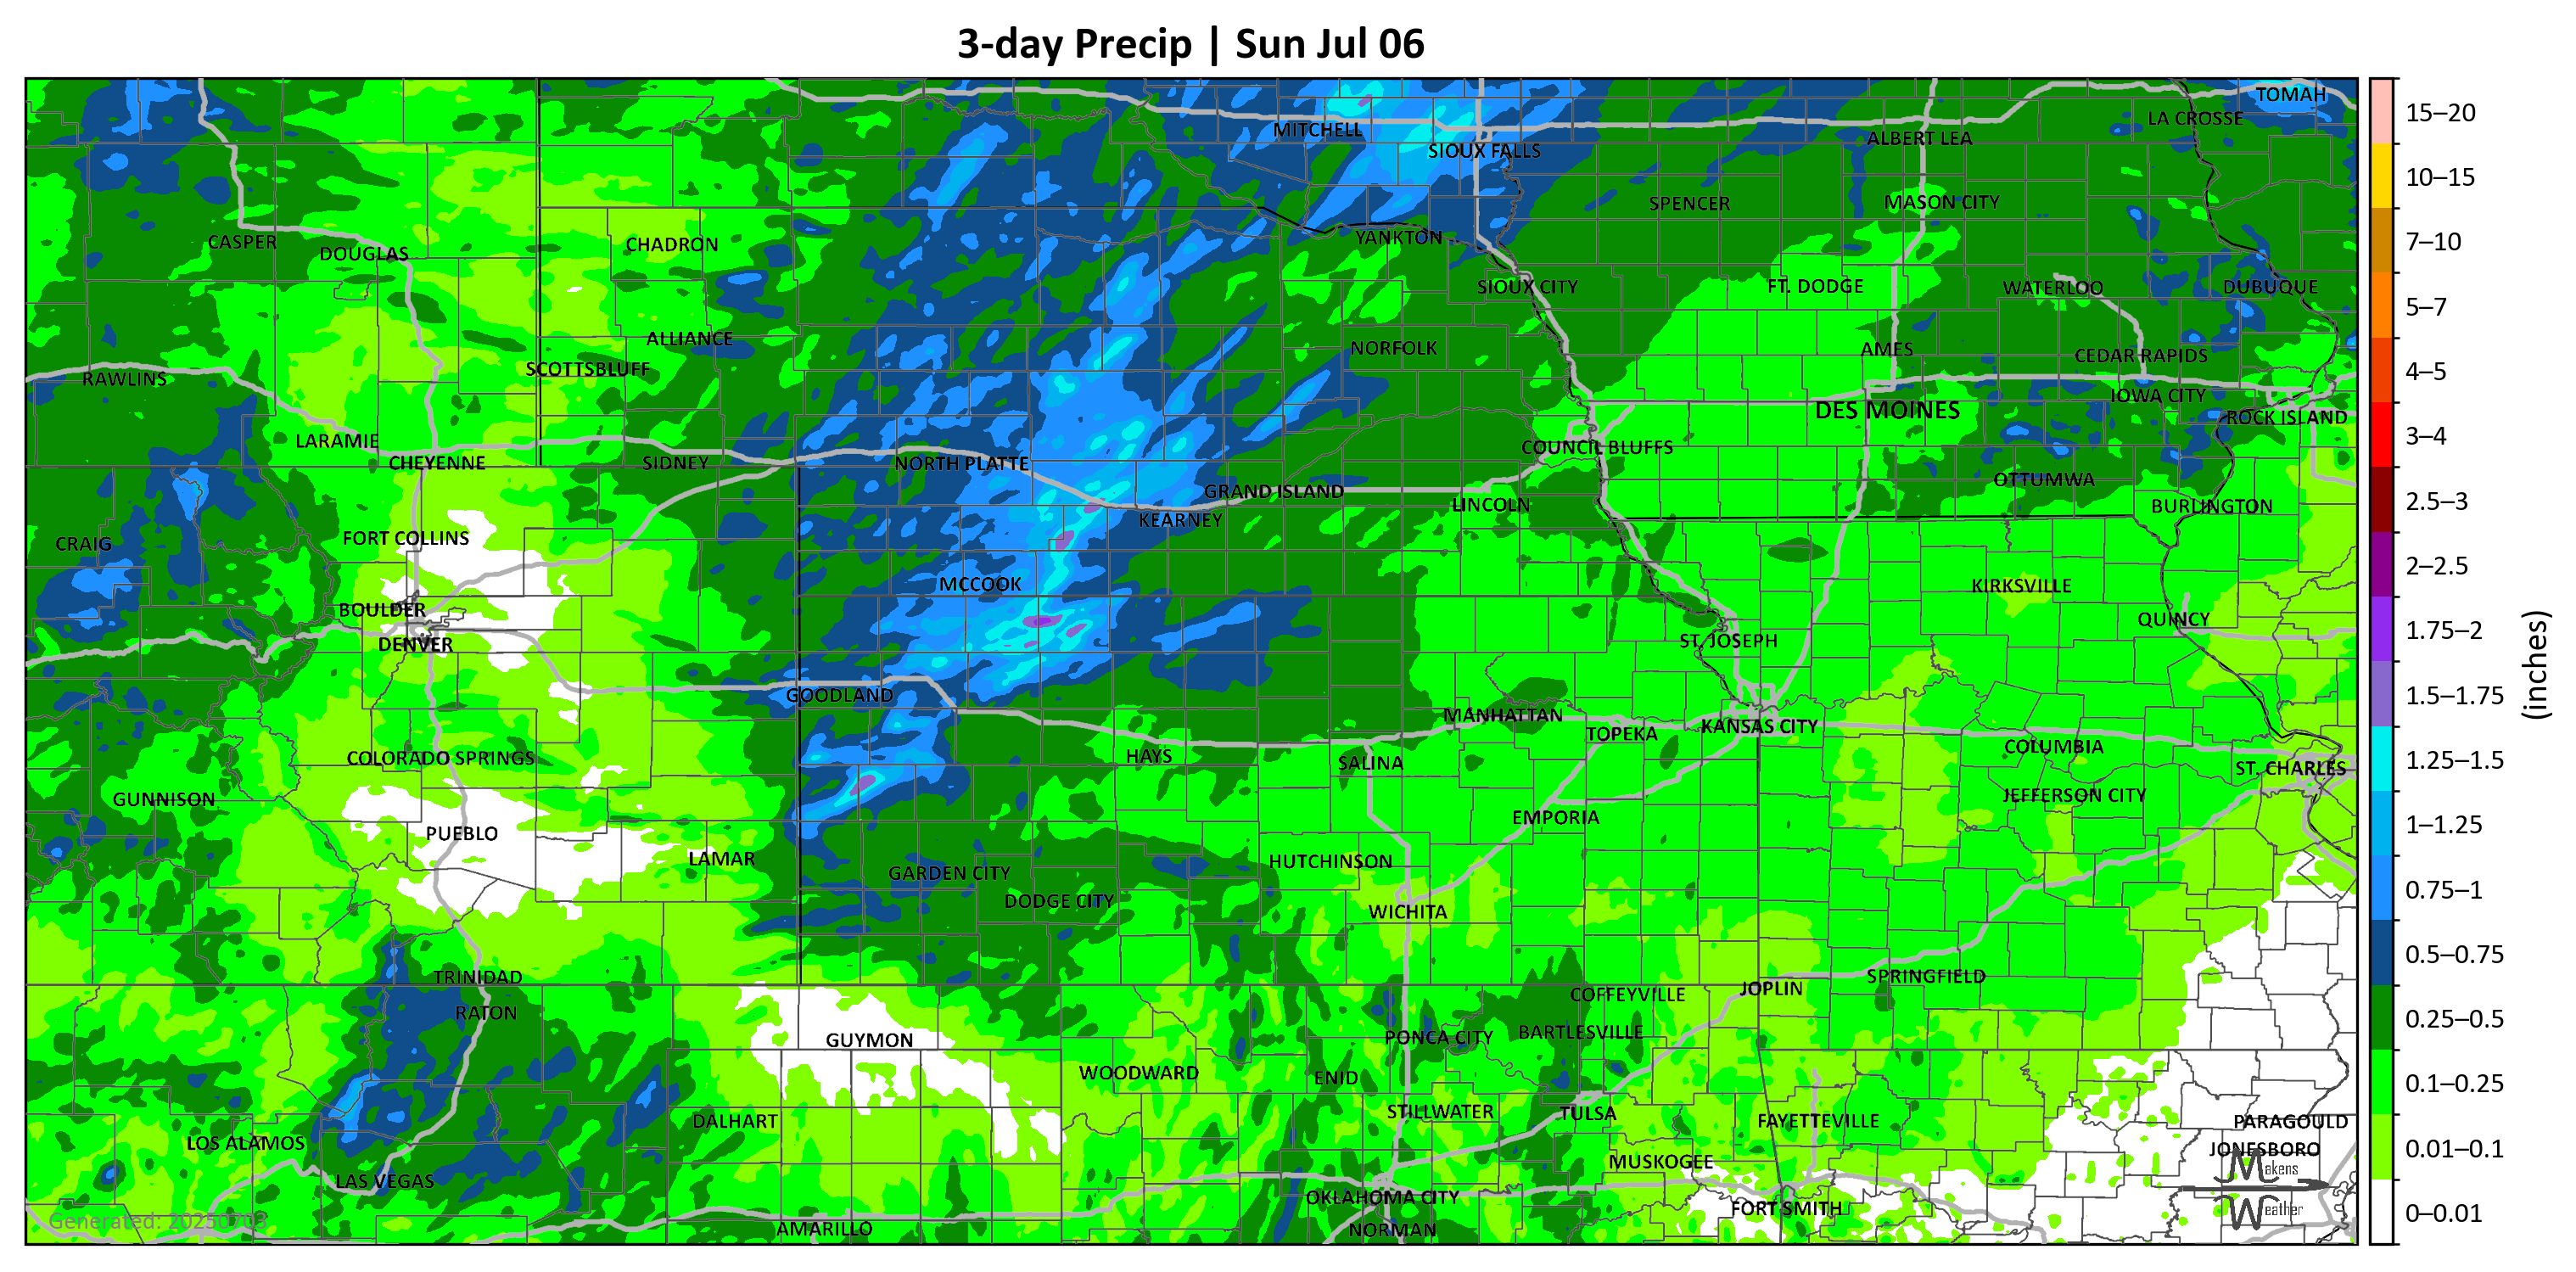 3-day Precip | Sun Jul 06
TOMAH
LA CROSSE
MITCHELL
ALBERT LEA
SIOUX FALLS
SPENCER
MASON CITY
CASPER
DOUGLAS
CHADRON
YANKTON
SIOUX CITY
FT. DODGE
WATERLOO
DUBUQUE
ALLIANCE
NORFOLK
AMES
CEDAR RAPIDS
RAWLINS
SCOTTSBLUFF
IOWA CITY
DES MOINES
ROCK ISLAND
LARAMIE
COUNCIL BLUFFS
CHEYENNE
SIDNEY
NORTH PLATTE
OTTUMWA
GRAND ISLAND
LINCOLN
BURLINGTON
KEARNEY
CRAIG
FORT COLLINS
MCCOOK
KIRKSVILLE
BOULDER
QUINCY
DENVER
ST. JOSEPH
GOODLAND
MANHATTAN
TOPEKA
KANSAS CITY
COLUMBIA
COLORADO SPRINGS
HAYS
SALINA
ST. CHARLES
GUNNISON
JEFFERSON CITY
EMPORIA
PUEBLO
LAMAR
HUTCHINSON
GARDEN CITY
DODGE CITY
WICHITA
TRINIDAD
SPRINGFIELD
JOPLIN
COFFEYVILLE
RATON
GUYMON
PONCA CITY
BARTLESVILLE
WOODWARD
ENID
STILLWATER
TULSA
DALHART
FAYETTEVILLE
PARAGOULD
LOS ALAMOS
JONESBORO
MUSKOGEE
Makens
LAS VEGAS
OKLAHOMA CITY
FORT SMITH
Weather
Generated: 20250703
AMARILLO
NORMAN
15–20
10–15
7–10
5–7
4–5
3–4
2.5–3
2–2.5
1.75–2
1.5–1.75
1.25–1.5
1–1.25
0.75–1
0.5–0.75
0.25–0.5
0.1–0.25
0.01–0.1
0–0.01
(inches)